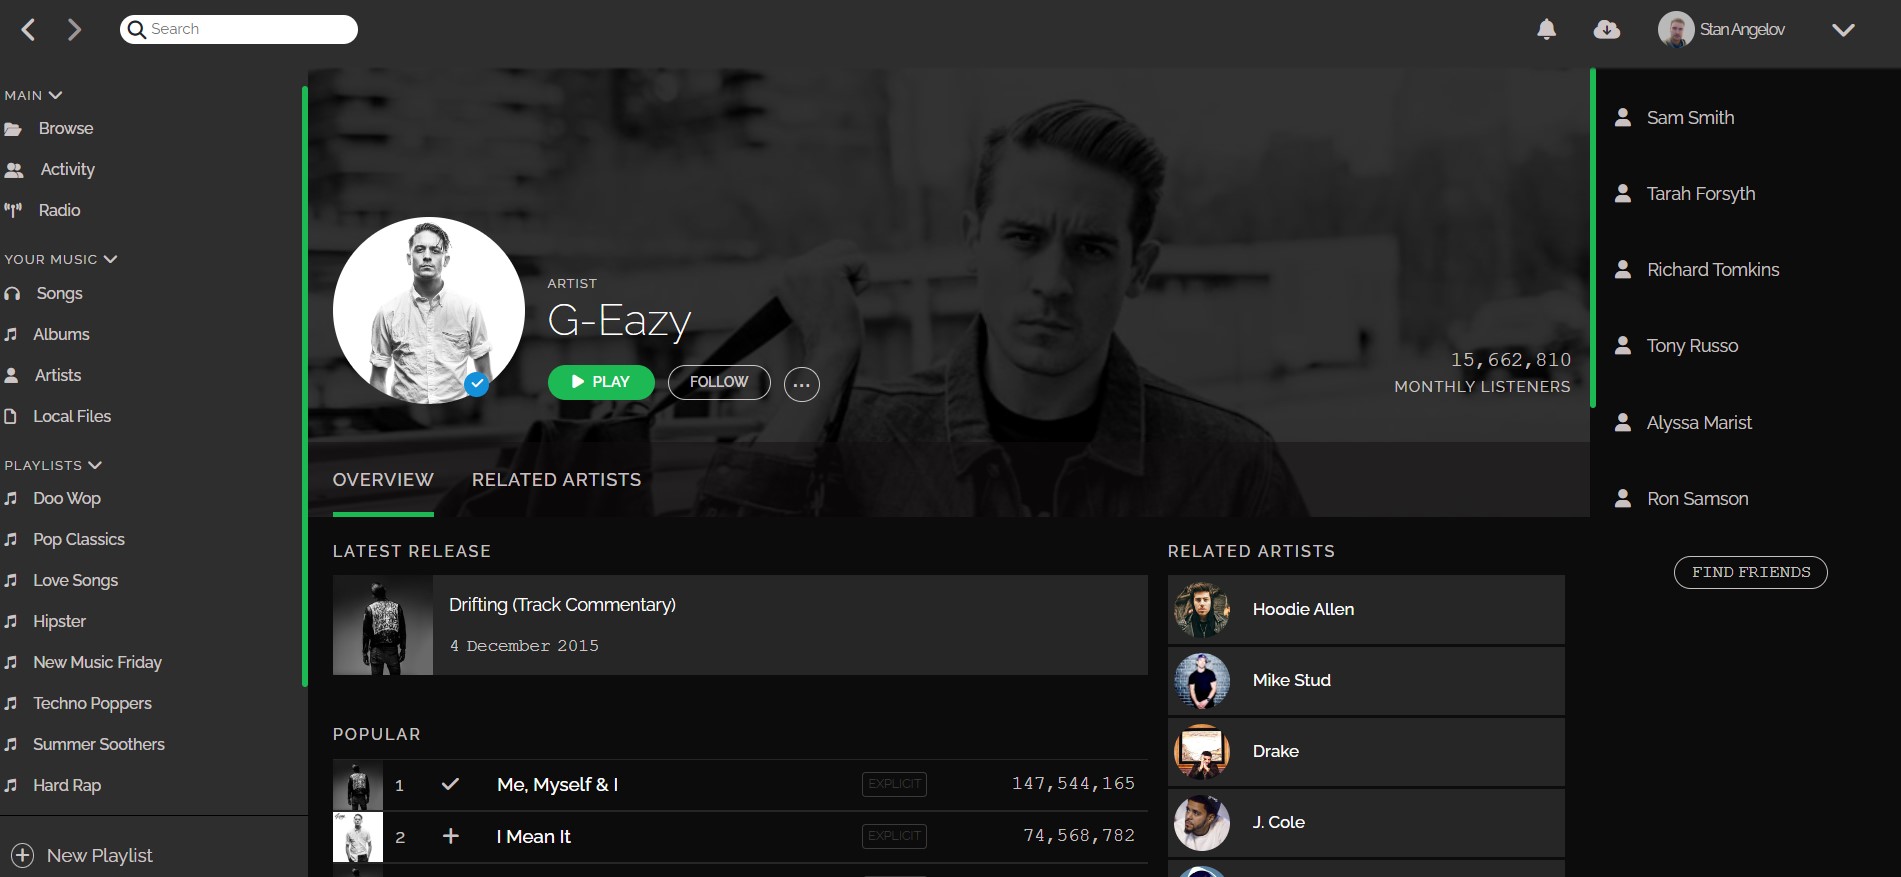 Search
Stan Angelov
MAIN
Browse
Activity
Radio
YOUR MUSIC
Songs
Albums
Artists
Local Files
PLAYLISTS
Doo Wop
Pop Classics
Love Songs
Hipster
New Music Friday
Techno Poppers
Summer Soothers
Hard Rap
New Playlist
ARTIST
G-Eazy
PLAY
FOLLOW
...
15,662,810
MONTHLY LISTENERS
OVERVIEW RELATED ARTISTS
LATEST RELEASE
Drifting (Track Commentary)
4 December 2015
POPULAR
1 Me, Myself & I EXPLICIT 147,544,165
2 I Mean It EXPLICIT 74,568,782
RELATED ARTISTS
Hoodie Allen
Mike Stud
Drake
J. Cole
Sam Smith
Tarah Forsyth
Richard Tomkins
Tony Russo
Alyssa Marist
Ron Samson
FIND FRIENDS